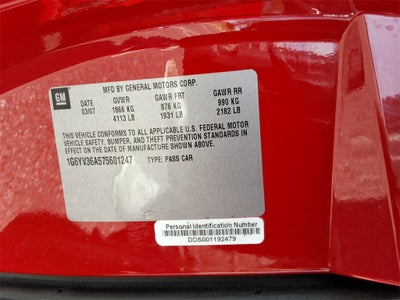 GM
MFD BY GENERAL MOTORS CORP.
DATE GVWR GAWR FRT GAWR RR
03/07 1866 KG 876 KG 990 KG
4113 LB 1931 LB 2182 LB
THIS VEHICLE CONFORMS TO ALL APPLICABLE U.S. FEDERAL MOTOR
VEHICLE SAFETY, BUMPER, AND THEFT PREVENTION STANDARDS IN
EFFECT ON THE DATE OF MANUFACTURE SHOWN ABOVE.
1G6YV36A575601247 TYPE: PASS CAR
Personal Identification Number
DDS001192479